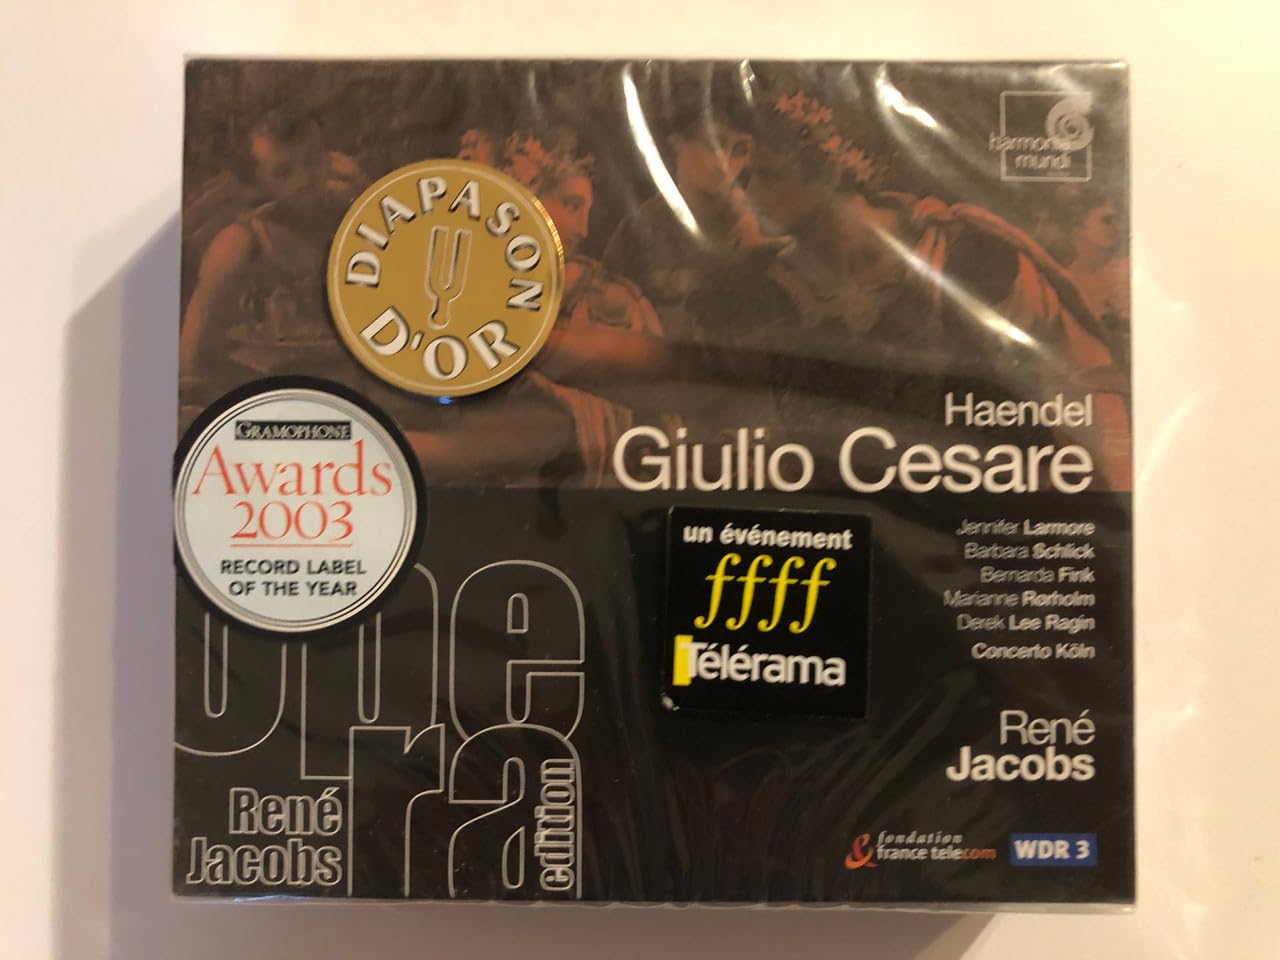 harmonia
mundi
DIAPASON
D'OR
Haendel
Giulio Cesare
GRAMOPHONE
Awards
2003
RECORD LABEL
OF THE YEAR
un événement
ffff
Télérama
Jennifer Larmore
Barbara Schlick
Bernarda Fink
Marianne Rørholm
Derek Lee Ragin
Concerto Köln
René
Jacobs
opera
edition
René
Jacobs
fondation
france telecom
WDR 3